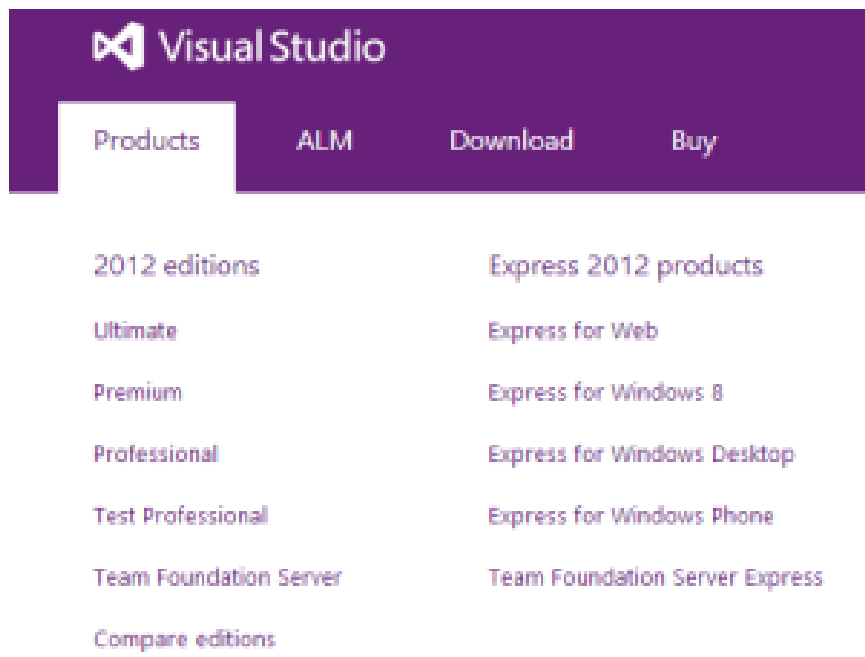 Visual Studio
Products
ALM
Download
Buy
2012 editions
Ultimate
Premium
Professional
Test Professional
Team Foundation Server
Compare editions
Express 2012 products
Express for Web
Express for Windows 8
Express for Windows Desktop
Express for Windows Phone
Team Foundation Server Express